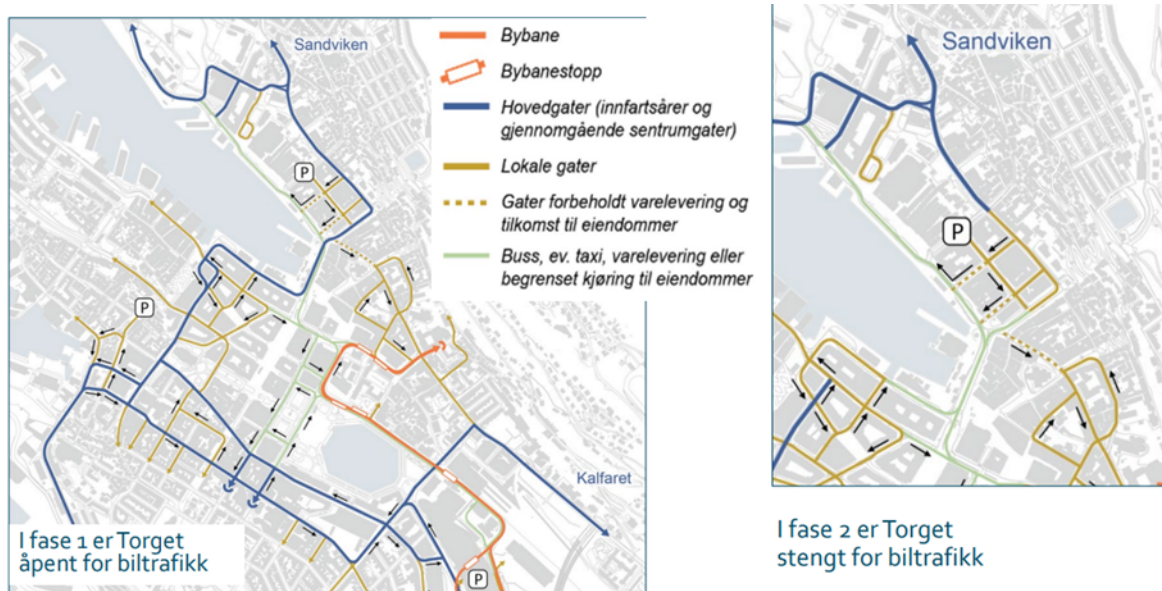 Sandviken
P
P
Kalfaret
P
I fase 1 er Torget
åpent for biltrafikk
Bybane
Bybanestopp
Hovedgater (innfartsårer og
gjennomgående sentrumgater)
Lokale gater
Gater forbeholdt varelevering og
tilkomst til eiendommer
Buss, ev. taxi, varelevering eller
begrenset kjøring til eiendommer
Sandviken
P
I fase 2 er Torget
stengt for biltrafikk